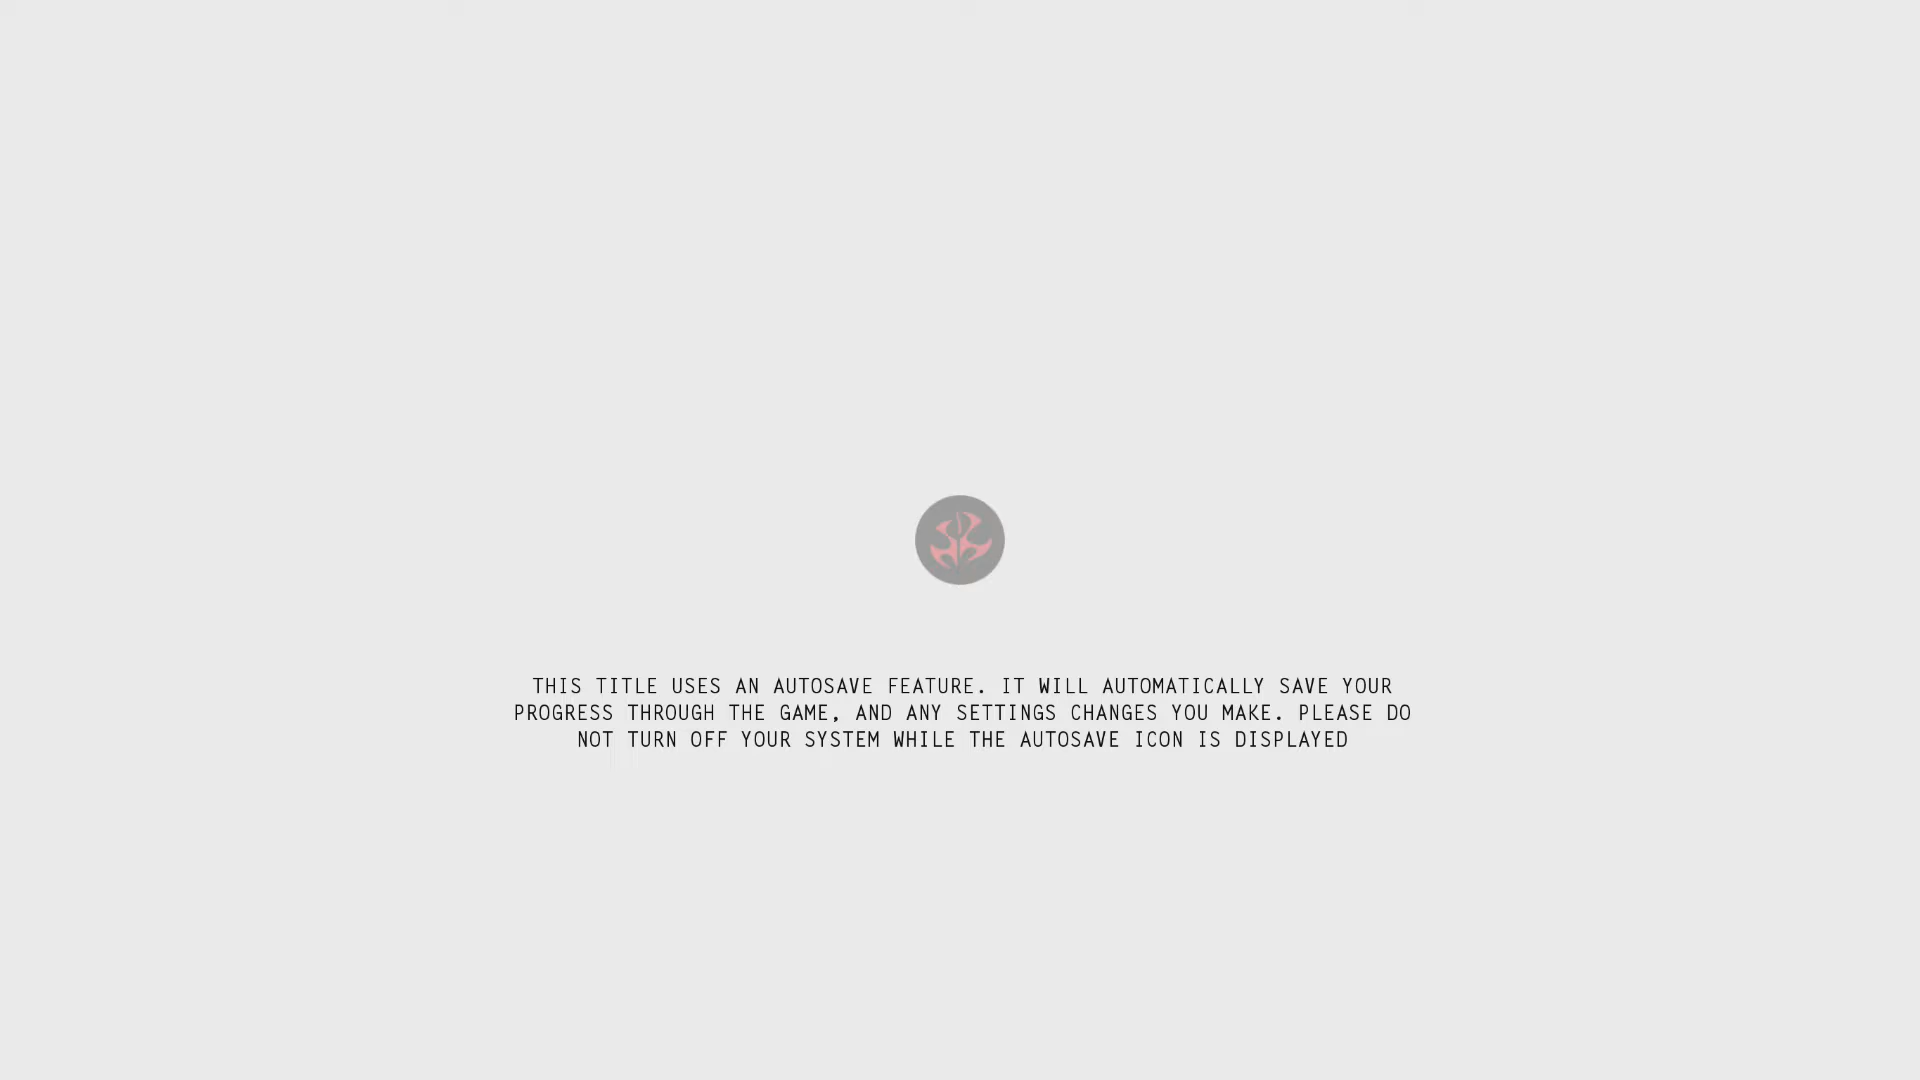 THIS TITLE USES AN AUTOSAVE FEATURE. IT WILL AUTOMATICALLY SAVE YOUR
PROGRESS THROUGH THE GAME, AND ANY SETTINGS CHANGES YOU MAKE. PLEASE DO
NOT TURN OFF YOUR SYSTEM WHILE THE AUTOSAVE ICON IS DISPLAYED